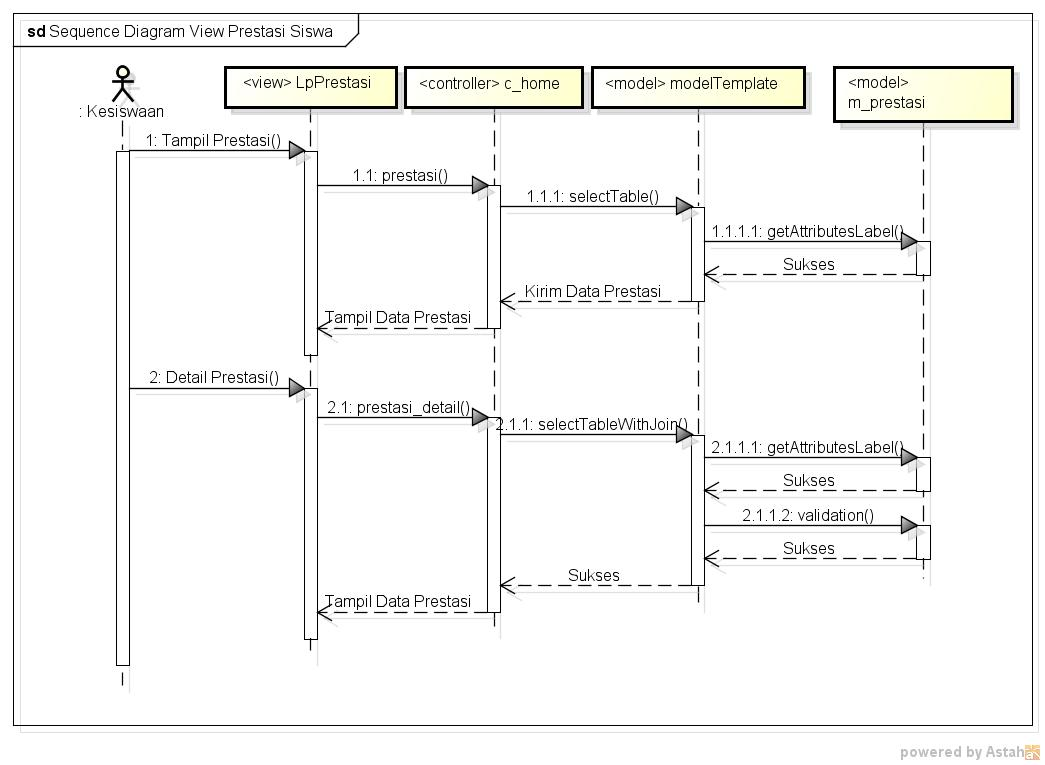 sd Sequence Diagram View Prestasi Siswa
: Kesiswaan
<view> LpPrestasi
<controller> c_home
<model> modelTemplate
<model>
m_prestasi
1: Tampil Prestasi()
1.1: prestasi()
1.1.1: selectTable()
1.1.1.1: getAttributesLabel()
Sukses
Kirim Data Prestasi
Tampil Data Prestasi
2: Detail Prestasi()
2.1: prestasi_detail()
2.1.1: selectTableWithJoin()
2.1.1.1: getAttributesLabel()
Sukses
2.1.1.2: validation()
Sukses
Sukses
Tampil Data Prestasi
powered by Astah